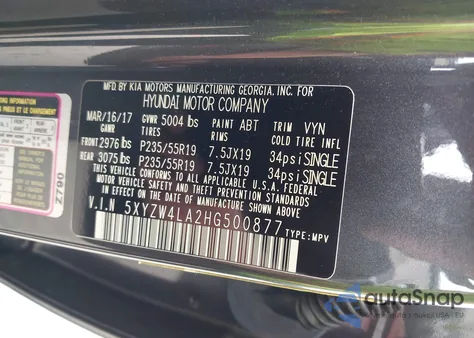 MFD. BY KIA MOTORS MANUFACTURING GEORGIA. INC. FOR
HYUNDAI MOTOR COMPANY
MAR/16/17 GVWR 5004 lbs PAINT ABT TRIM VYN
GAWR TIRES RIMS COLD TIRE INFL
FRONT 2976 lbs P235/55R19 7.5JX19 34psi SINGLE
REAR 3075 lbs P235/55R19 7.5JX19 34psi SINGLE
THIS VEHICLE CONFORMS TO ALL APPLICABLE FEDERAL
MOTOR VEHICLE SAFETY AND THEFT PREVENTION STANDARDS
IN EFFECT ON THE DATE OF MANUFACTURE SHOWN ABOVE.
V.I.N 5XYZW4LA2HG500877 TYPE:MPV
Z790
autaSnap